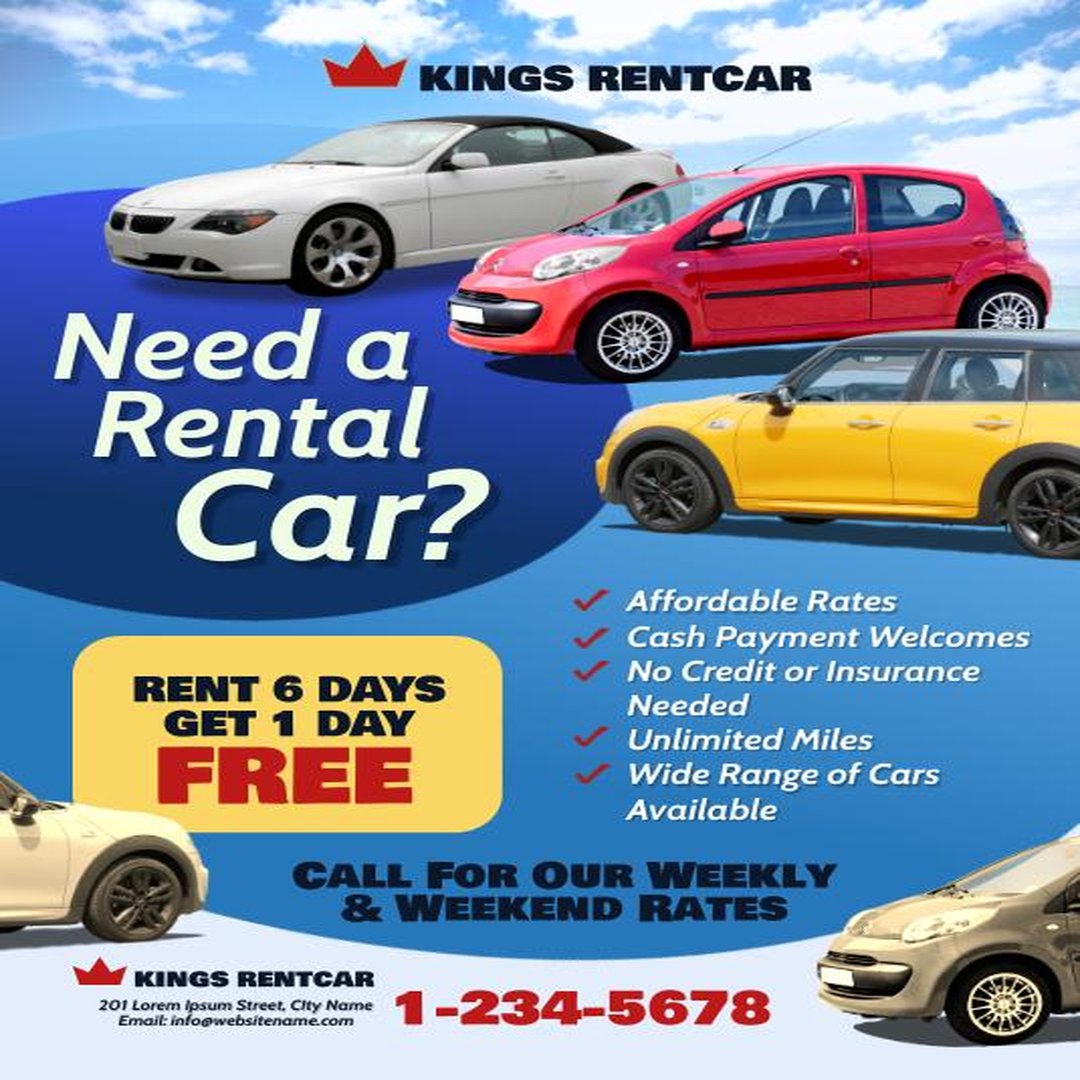 KINGS RENTCAR
Need a
Rental
Car?
Affordable Rates
Cash Payment Welcomes
No Credit or Insurance
Needed
Unlimited Miles
Wide Range of Cars
Available
RENT 6 DAYS
GET 1 DAY
FREE
CALL FOR OUR WEEKLY
& WEEKEND RATES
KINGS RENTCAR
201 Lorem Ipsum Street, CIty Name
Email: info@websitename.com
1-234-5678